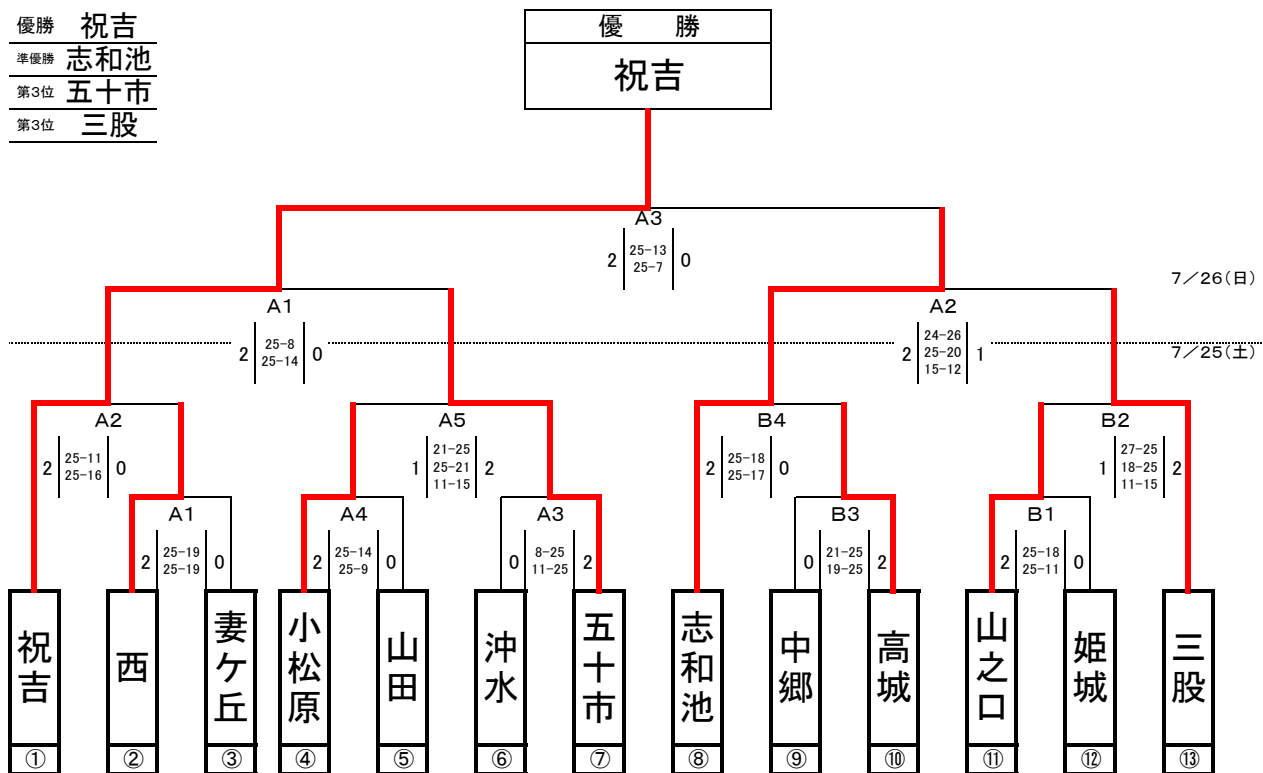 優勝 祝吉
準優勝 志和池
第3位 五十市
第3位 三股
優 勝
祝吉
A3
2 25-13 0
25-7
7/26(日)
A1
2 25-8 0
25-14
A2
24-26
2 25-20 1
15-12
7/25(土)
A2
2 25-11 0
25-16
A5
21-25
1 25-21 2
11-15
B4
2 25-18 0
25-17
B2
27-25
1 18-25 2
11-15
A1
2 25-19 0
25-19
A4
2 25-14 0
25-9
A3
0 8-25 2
11-25
B3
0 21-25 2
19-25
B1
2 25-18 0
25-11
祝吉
西
妻ケ丘
小松原
山田
沖水
五十市
志和池
中郷
高城
山之口
姫城
三股
① ② ③ ④ ⑤ ⑥ ⑦ ⑧ ⑨ ⑩ ⑪ ⑫ ⑬